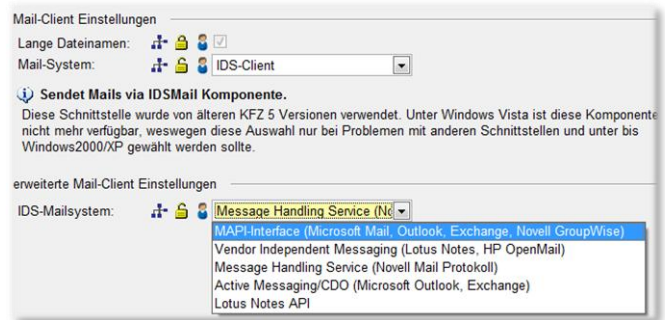 Mail-Client Einstellungen
Lange Dateinamen:
Mail-System: IDS-Client
Sendet Mails via IDSMail Komponente.
Diese Schnittstelle wurde von älteren KFZ 5 Versionen verwendet. Unter Windows Vista ist diese Komponente
nicht mehr verfügbar, weswegen diese Auswahl nur bei Problemen mit anderen Schnittstellen und unter bis
Windows2000/XP gewählt werden sollte.
erweiterte Mail-Client Einstellungen
IDS-Mailsystem: Message Handling Service (No
MAPI-Interface (Microsoft Mail, Outlook, Exchange, Novell GroupWise)
Vendor Independent Messaging (Lotus Notes, HP OpenMail)
Message Handling Service (Novell Mail Protokoll)
Active Messaging/CDO (Microsoft Outlook, Exchange)
Lotus Notes API